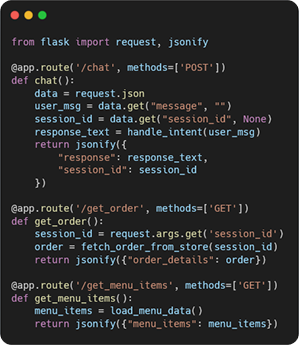 from flask import request, jsonify
@app.route('/chat', methods=['POST'])
def chat():
    data = request.json
    user_msg = data.get("message", "")
    session_id = data.get("session_id", None)
    response_text = handle_intent(user_msg)
    return jsonify({
        "response": response_text,
        "session_id": session_id
    })
@app.route('/get_order', methods=['GET'])
def get_order():
    session_id = request.args.get('session_id')
    order = fetch_order_from_store(session_id)
    return jsonify({"order_details": order})
@app.route('/get_menu_items', methods=['GET'])
def get_menu_items():
    menu_items = load_menu_data()
    return jsonify({"menu_items": menu_items})